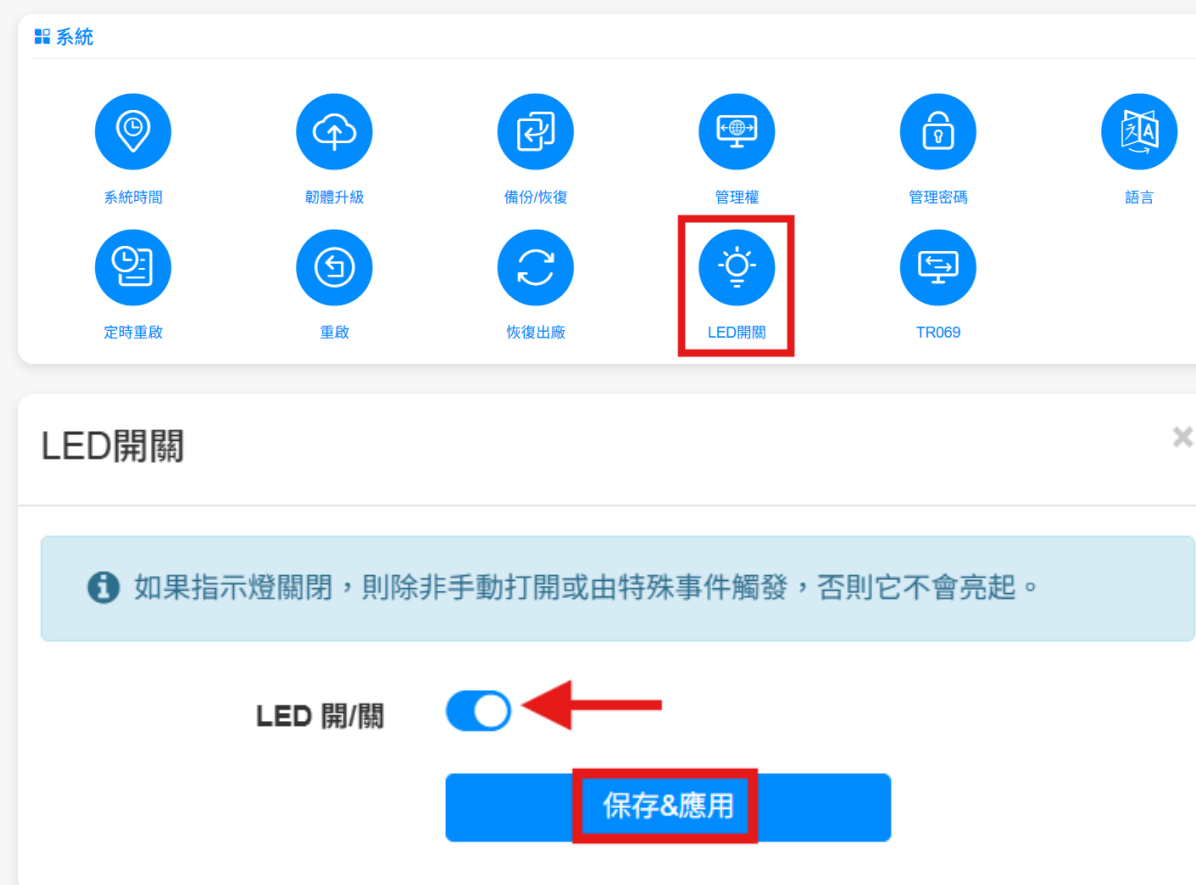 系統
系統時間
韌體升級
備份/恢復
管理權
管理密碼
語言
定時重啟
重啟
恢復出廠
LED開關
TR069
LED開關
×
如果指示燈關閉，則除非手動打開或由特殊事件觸發，否則它不會亮起。
LED 開/關
保存&應用